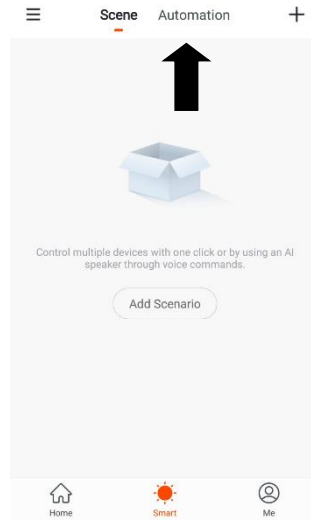 Scene Automation
Control multiple devices with one click or by using an AI
speaker through voice commands.
Add Scenario
Home Smart Me